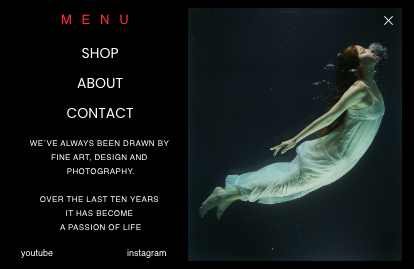 M E N U
SHOP
ABOUT
CONTACT
WE'VE ALWAYS BEEN DRAWN BY
FINE ART, DESIGN AND
PHOTOGRAPHY.
OVER THE LAST TEN YEARS
IT HAS BECOME
A PASSION OF LIFE
youtube instagram